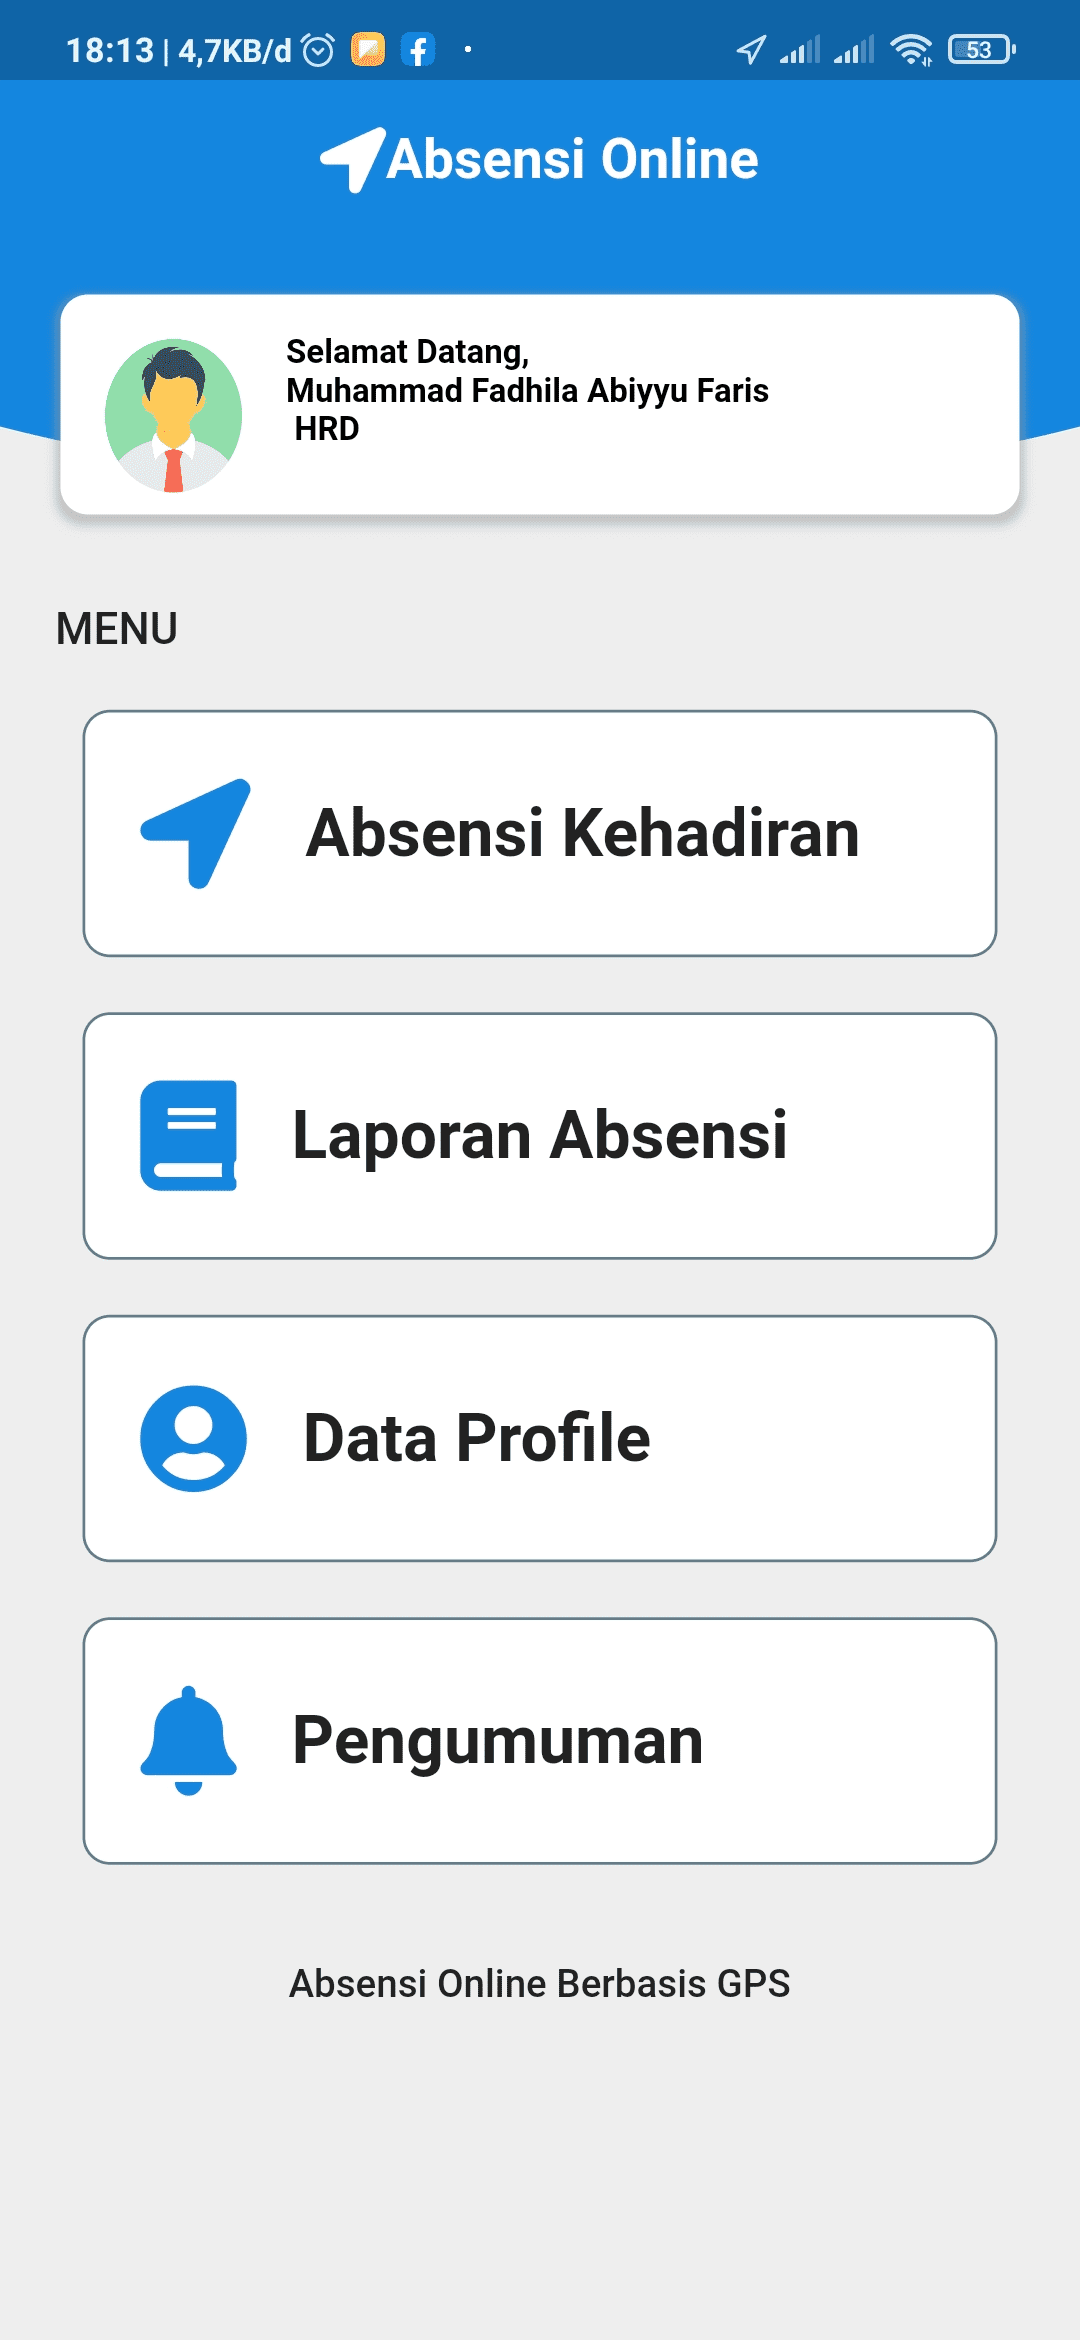 18:13 | 4,7KB/d
53
Absensi Online
Selamat Datang,
Muhammad Fadhila Abiyyu Faris
HRD
MENU
Absensi Kehadiran
Laporan Absensi
Data Profile
Pengumuman
Absensi Online Berbasis GPS